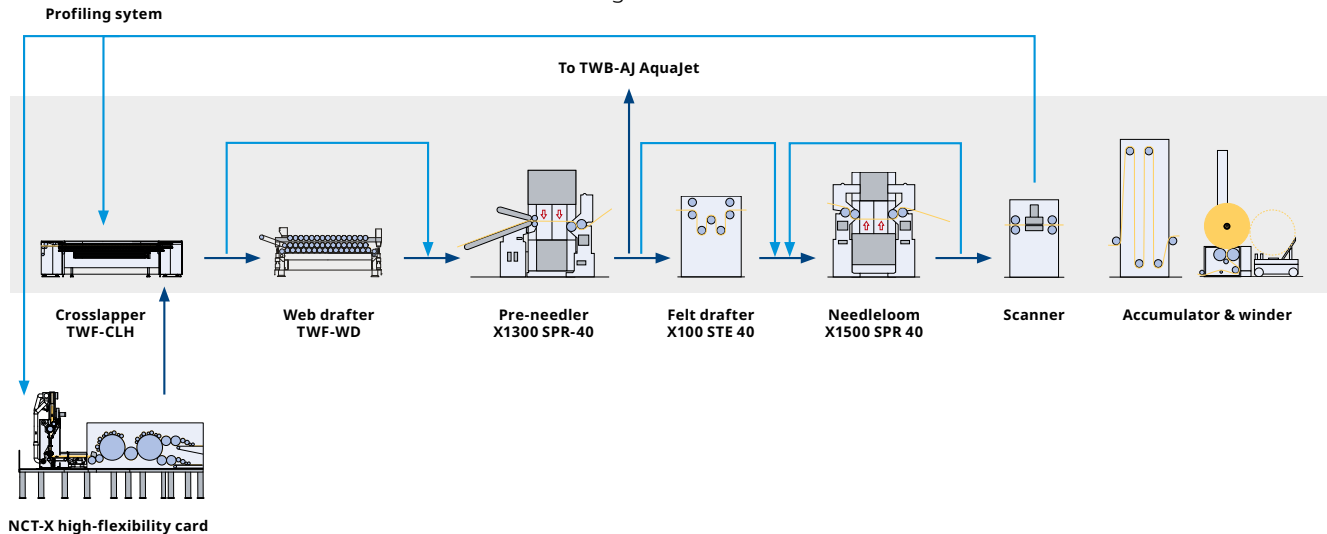 Profiling sytem
To TWB-AJ AquaJet
Crosslapper
TWF-CLH
Web drafter
TWF-WD
Pre-needler
X1300 SPR-40
Felt drafter
X100 STE 40
Needleloom
X1500 SPR 40
Scanner
Accumulator & winder
NCT-X high-flexibility card